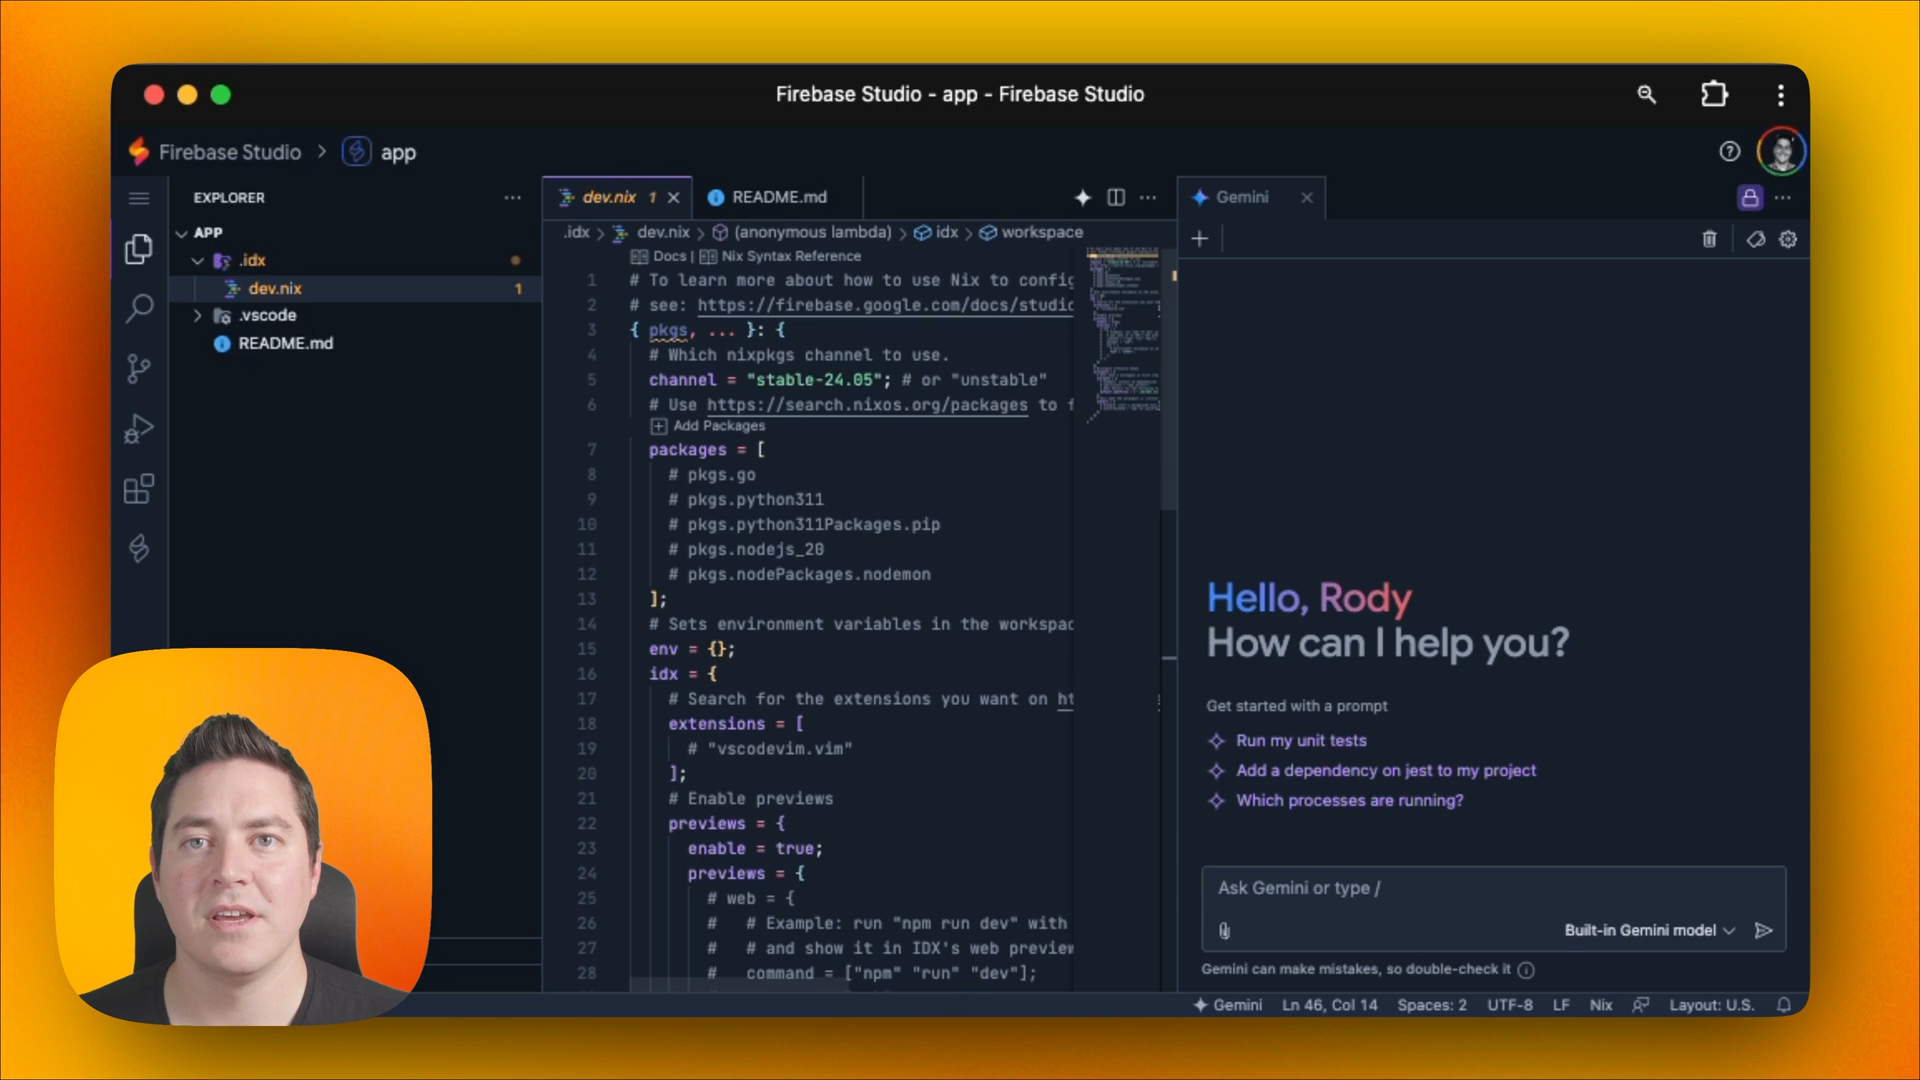 Firebase Studio - app - Firebase Studio
Firebase Studio > app
EXPLORER
APP
.idx
dev.nix 1
.vscode
README.md
dev.nix 1
README.md
.idx > dev.nix > (anonymous lambda) > idx > workspace
Docs | Nix Syntax Reference
1 # To learn more about how to use Nix to config
2 # see: https://firebase.google.com/docs/studio
3 { pkgs, ... }: {
4 # Which nixpkgs channel to use.
5 channel = "stable-24.05"; # or "unstable"
6 # Use https://search.nixos.org/packages to f
Add Packages
7 packages = [
8 # pkgs.go
9 # pkgs.python311
10 # pkgs.python311Packages.pip
11 # pkgs.nodejs_20
12 # pkgs.nodePackages.nodemon
13 ];
14 # Sets environment variables in the workspac
15 env = {};
16 idx = {
17 # Search for the extensions you want on ht
18 extensions = [
19 # "vscodevim.vim"
20 ];
21 # Enable previews
22 previews = {
23 enable = true;
24 previews = {
25 # web = {
26 # # Example: run "npm run dev" with
27 # # and show it in IDX's web preview
28 # command = ["npm" "run" "dev"];
Gemini
Hello, Rody
How can I help you?
Get started with a prompt
Run my unit tests
Add a dependency on jest to my project
Which processes are running?
Ask Gemini or type /
Built-in Gemini model
Gemini can make mistakes, so double-check it
Gemini Ln 46, Col 14 Spaces: 2 UTF-8 LF Nix Layout: U.S.